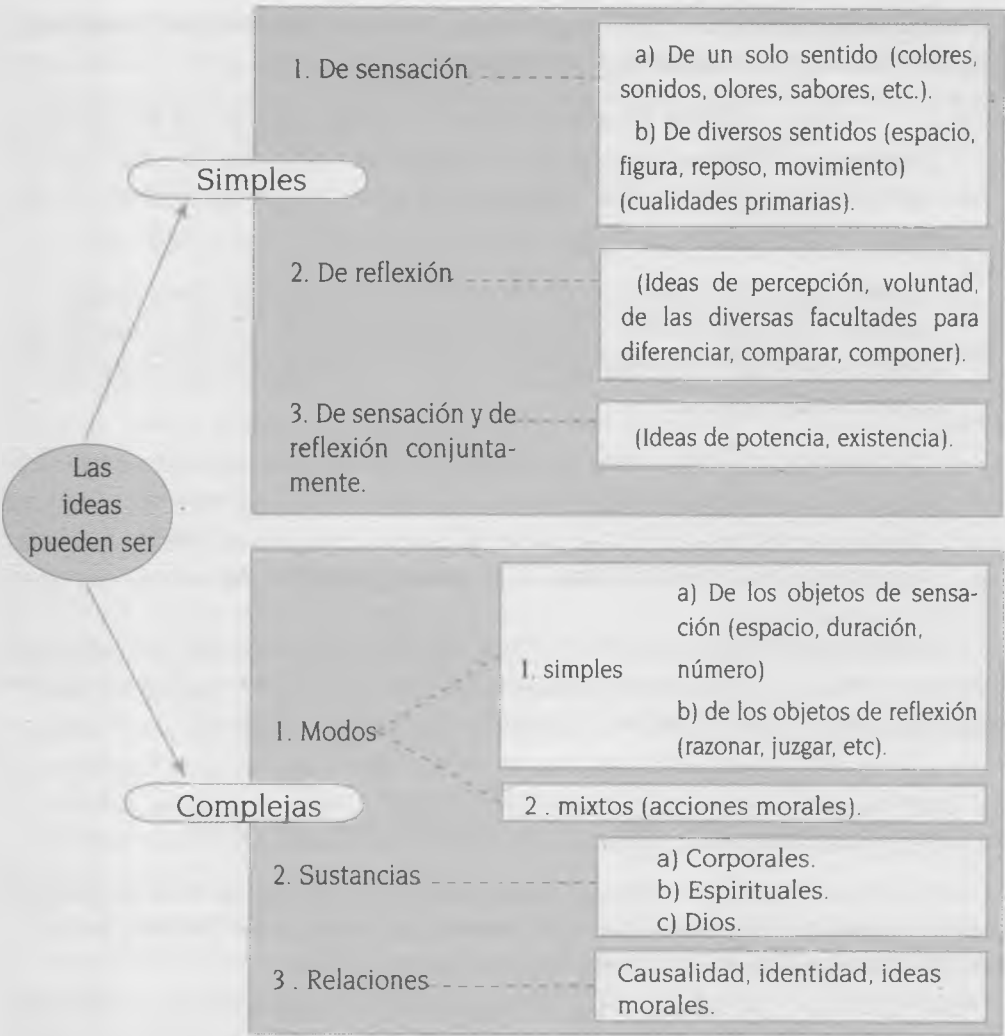 1. De sensación
a) De un solo sentido (colores,
sonidos, olores, sabores, etc.).
b) De diversos sentidos (espacio,
figura, reposo, movimiento)
(cualidades primarias).
Simples
2. De reflexión
(Ideas de percepción, voluntad,
de las diversas facultades para
diferenciar, comparar, componer).
3. De sensación y de
reflexión conjunta-
mente.
(Ideas de potencia, existencia).
Las
ideas
pueden ser
a) De los objetos de sensa-
ción (espacio, duración,
1. simples número)
b) de los objetos de reflexión
(razonar, juzgar, etc).
1. Modos
Complejas
2 . mixtos (acciones morales).
2. Sustancias
a) Corporales.
b) Espirituales.
c) Dios.
3 . Relaciones
Causalidad, identidad, ideas
morales.